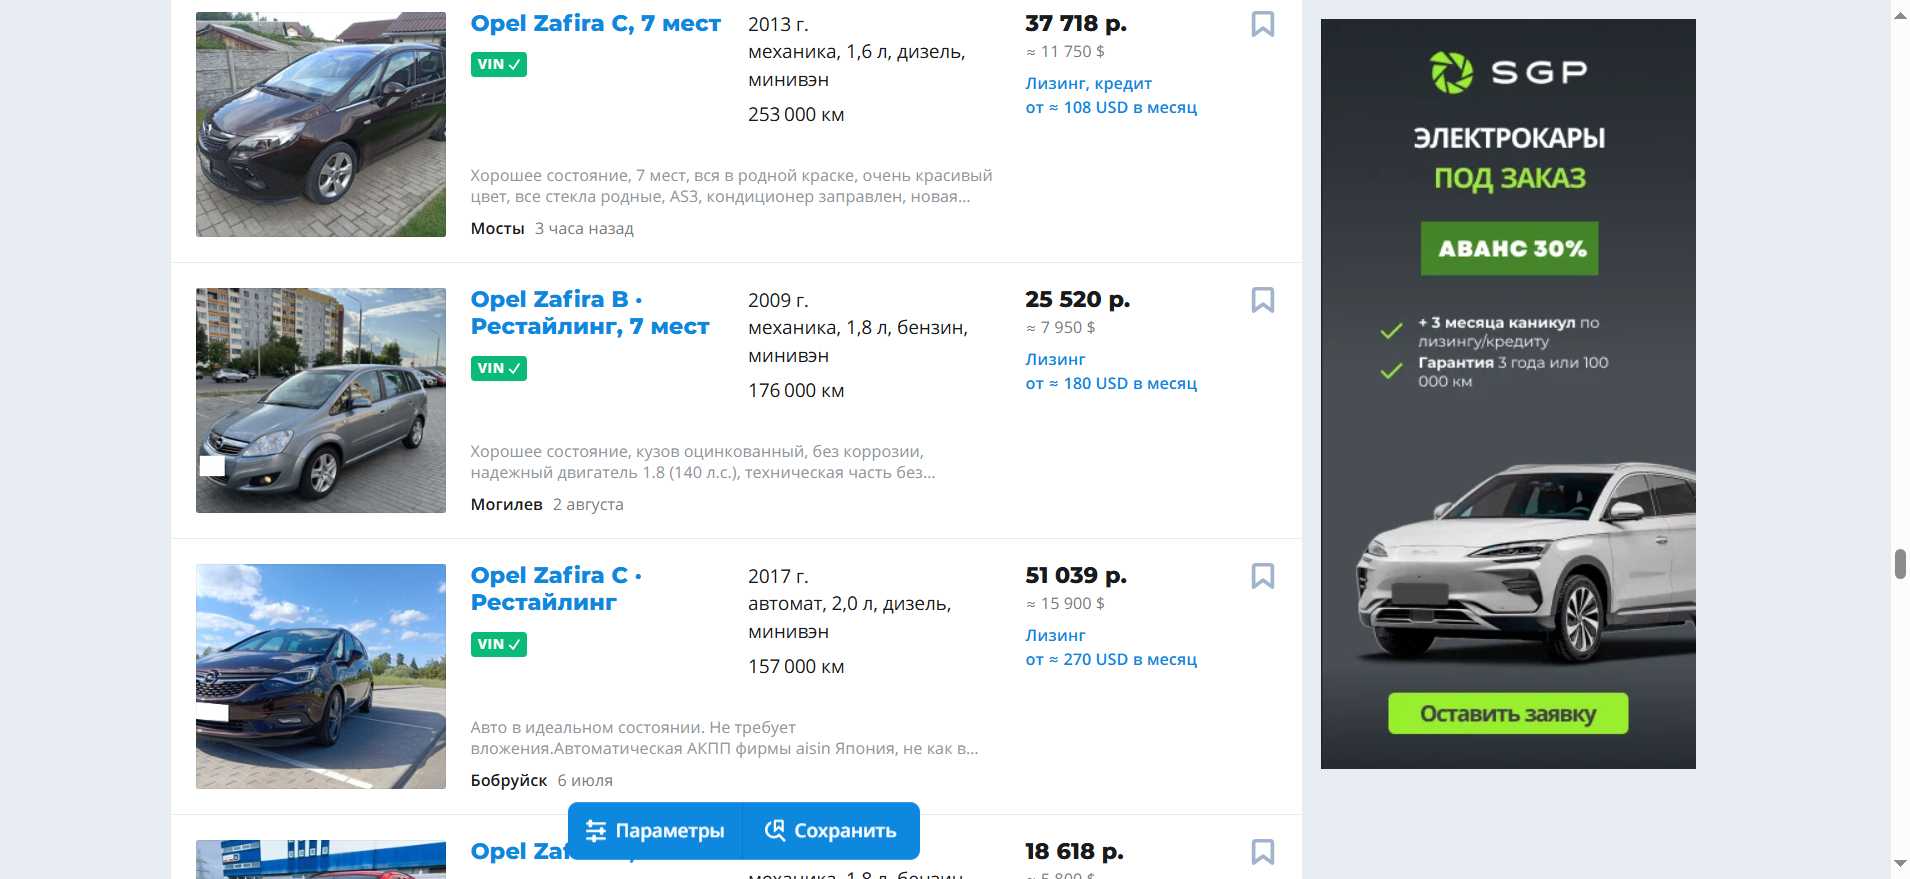 Opel Zafira C, 7 мест
VIN
2013 г.
механика, 1,6 л, дизель,
минивэн
253 000 км
37 718 р.
≈ 11 750 $
Лизинг, кредит
от ≈ 108 USD в месяц
Хорошее состояние, 7 мест, вся в родной краске, очень красивый
цвет, все стекла родные, AS3, кондиционер заправлен, новая...
Мосты 3 часа назад
Opel Zafira B ·
Рестайлинг, 7 мест
VIN
2009 г.
механика, 1,8 л, бензин,
минивэн
176 000 км
25 520 р.
≈ 7 950 $
Лизинг
от ≈ 180 USD в месяц
Хорошее состояние, кузов оцинкованный, без коррозии,
надежный двигатель 1.8 (140 л.с.), техническая часть без...
Могилев 2 августа
Opel Zafira C ·
Рестайлинг
VIN
2017 г.
автомат, 2,0 л, дизель,
минивэн
157 000 км
51 039 р.
≈ 15 900 $
Лизинг
от ≈ 270 USD в месяц
Авто в идеальном состоянии. Не требует
вложения.Автоматическая АКПП фирмы aisin Япония, не как в...
Бобруйск 6 июля
Параметры
Сохранить
Opel
механика, 1,8 л, бензин,
18 618 р.
≈ 5 800 $
SGP
ЭЛЕКТРОКАРЫ
ПОД ЗАКАЗ
АВАНС 30%
+ 3 месяца каникул по
лизингу/кредиту
Гарантия 3 года или 100
000 км
Оставить заявку